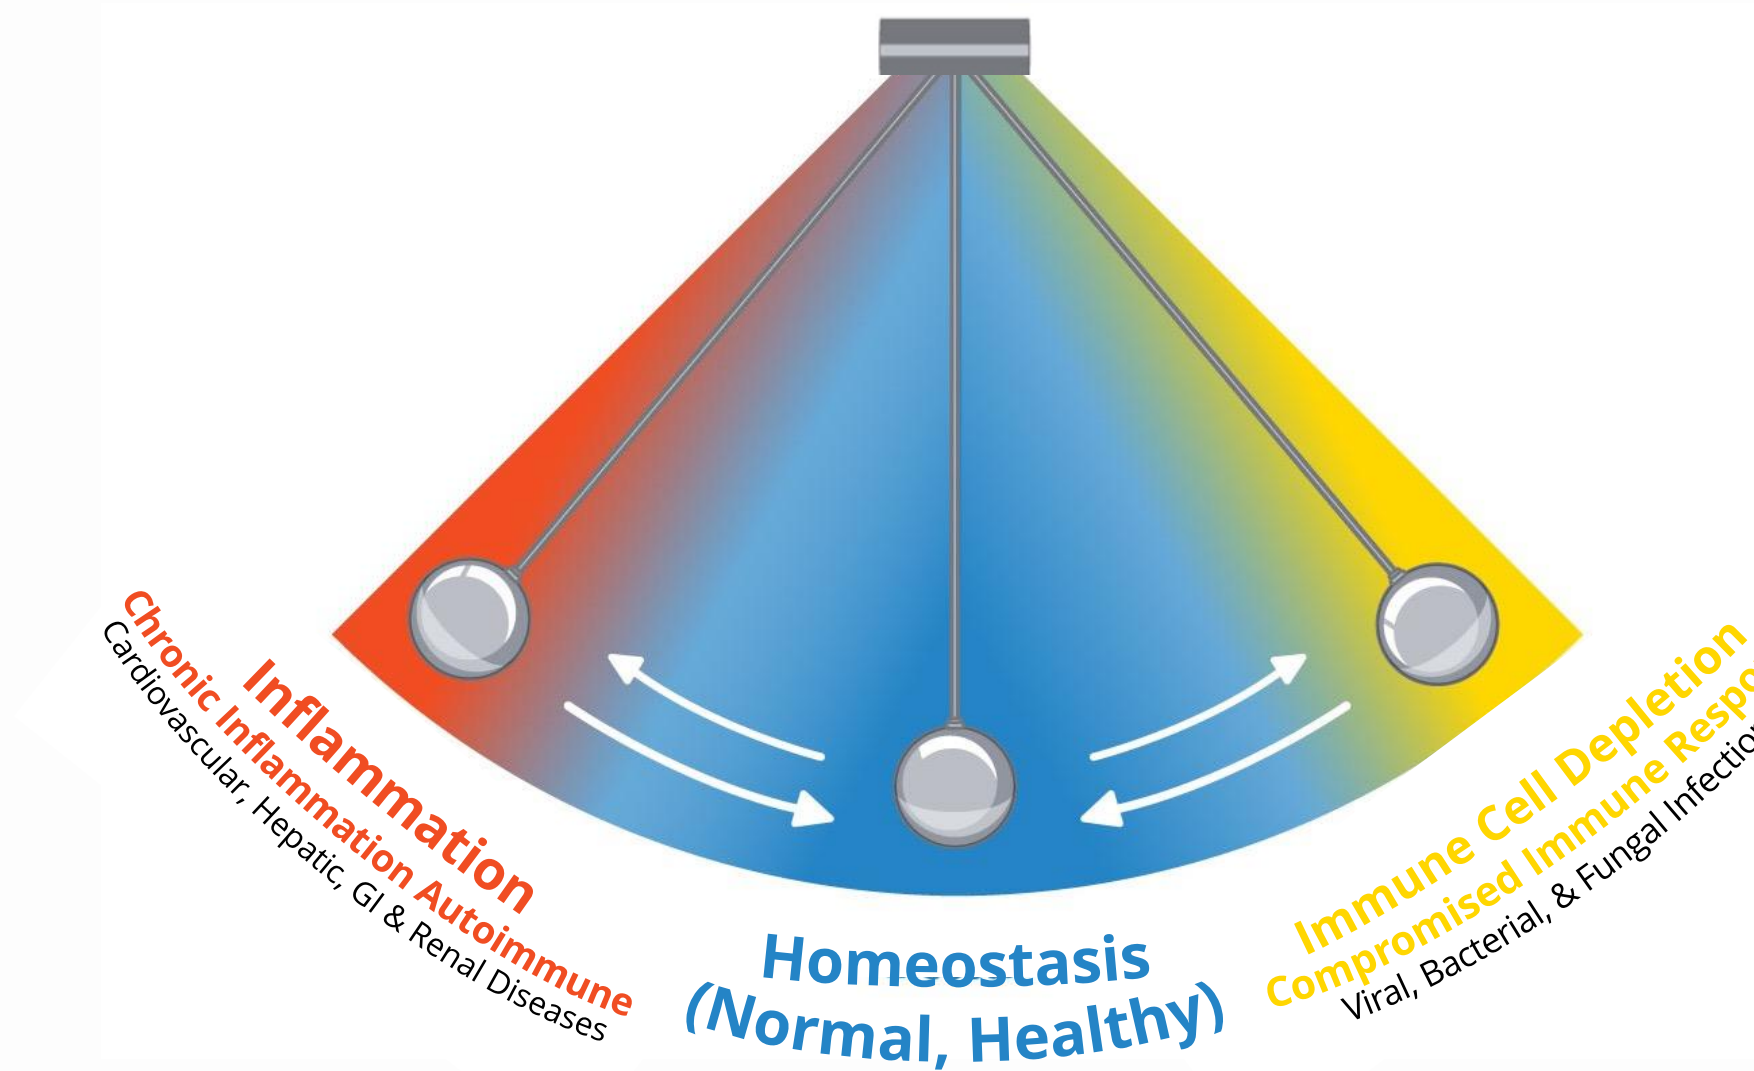 Inflammation
Chronic Inflammation Autoimmune
Cardiovascular, Hepatic, GI & Renal Diseases
Homeostasis
(Normal, Healthy)
Immune Cell Depletion
Compromised Immune
Viral, Bacterial, & Fungal